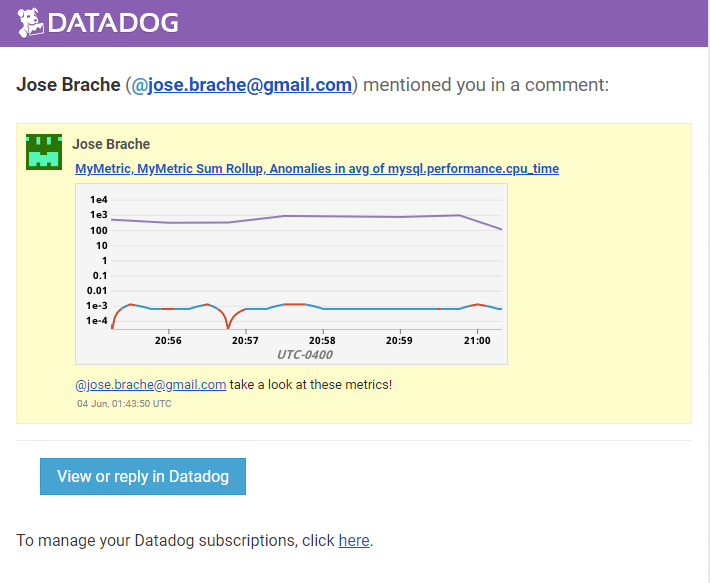 DATADOG
Jose Brache (@jose.brache@gmail.com) mentioned you in a comment:
Jose Brache
MyMetric, MyMetric Sum Rollup, Anomalies in avg of mysql.performance.cpu_time
1e4
1e3
100
10
1
0.1
0.01
1e-3
1e-4
20:56 20:57 20:58 20:59 21:00
UTC-0400
@jose.brache@gmail.com take a look at these metrics!
04 Jun, 01:43:50 UTC
View or reply in Datadog
To manage your Datadog subscriptions, click here.